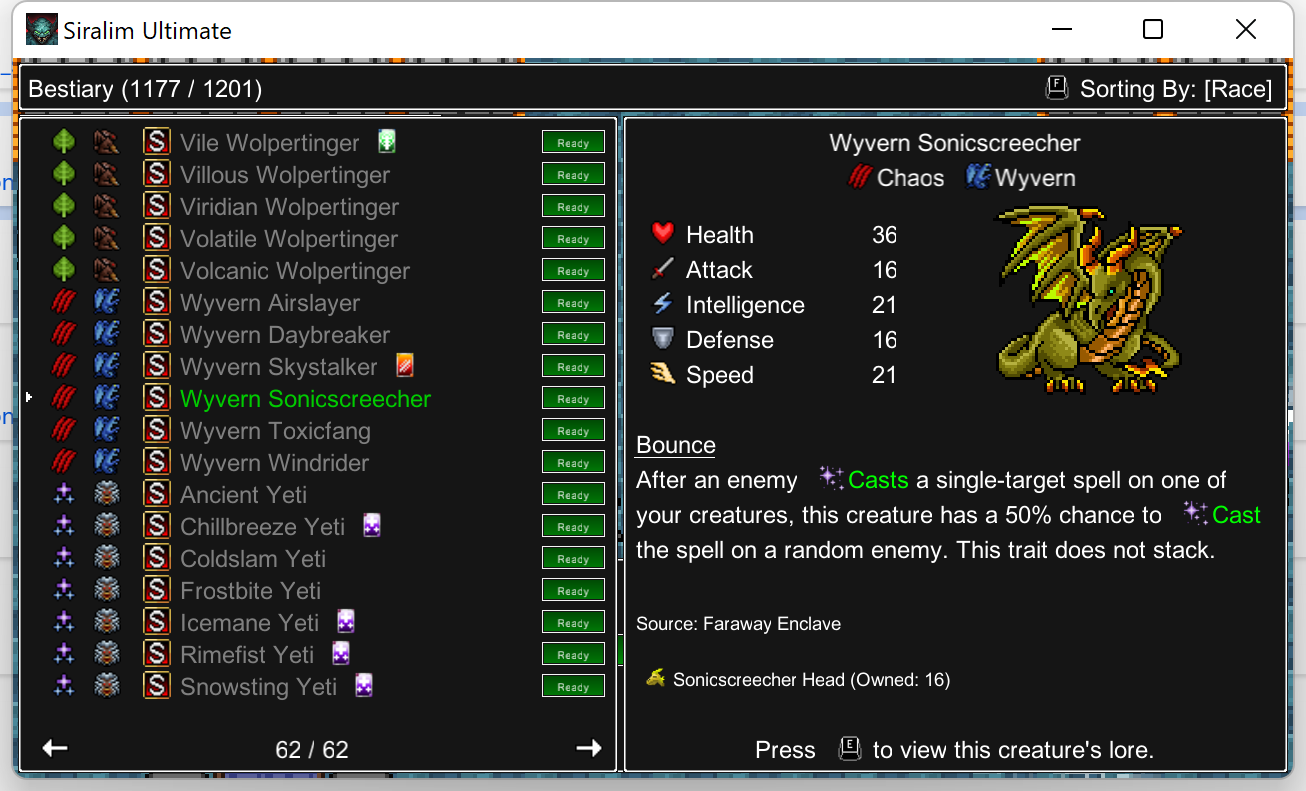 Siralim Ultimate
Bestiary (1177 / 1201)
F Sorting By: [Race]
S Vile Wolpertinger Ready
S Villous Wolpertinger Ready
S Viridian Wolpertinger Ready
S Volatile Wolpertinger Ready
S Volcanic Wolpertinger Ready
S Wyvern Airslayer Ready
S Wyvern Daybreaker Ready
S Wyvern Skystalker Ready
S Wyvern Sonicscreecher Ready
S Wyvern Toxicfang Ready
S Wyvern Windrider Ready
S Ancient Yeti Ready
S Chillbreeze Yeti Ready
S Coldslam Yeti Ready
S Frostbite Yeti Ready
S Icemane Yeti Ready
S Rimefist Yeti Ready
S Snowsting Yeti Ready
62 / 62
Wyvern Sonicscreecher
Chaos Wyvern
Health 36
Attack 16
Intelligence 21
Defense 16
Speed 21
Bounce
After an enemy Casts a single-target spell on one of
your creatures, this creature has a 50% chance to Cast
the spell on a random enemy. This trait does not stack.
Source: Faraway Enclave
Sonicscreecher Head (Owned: 16)
Press E to view this creature's lore.